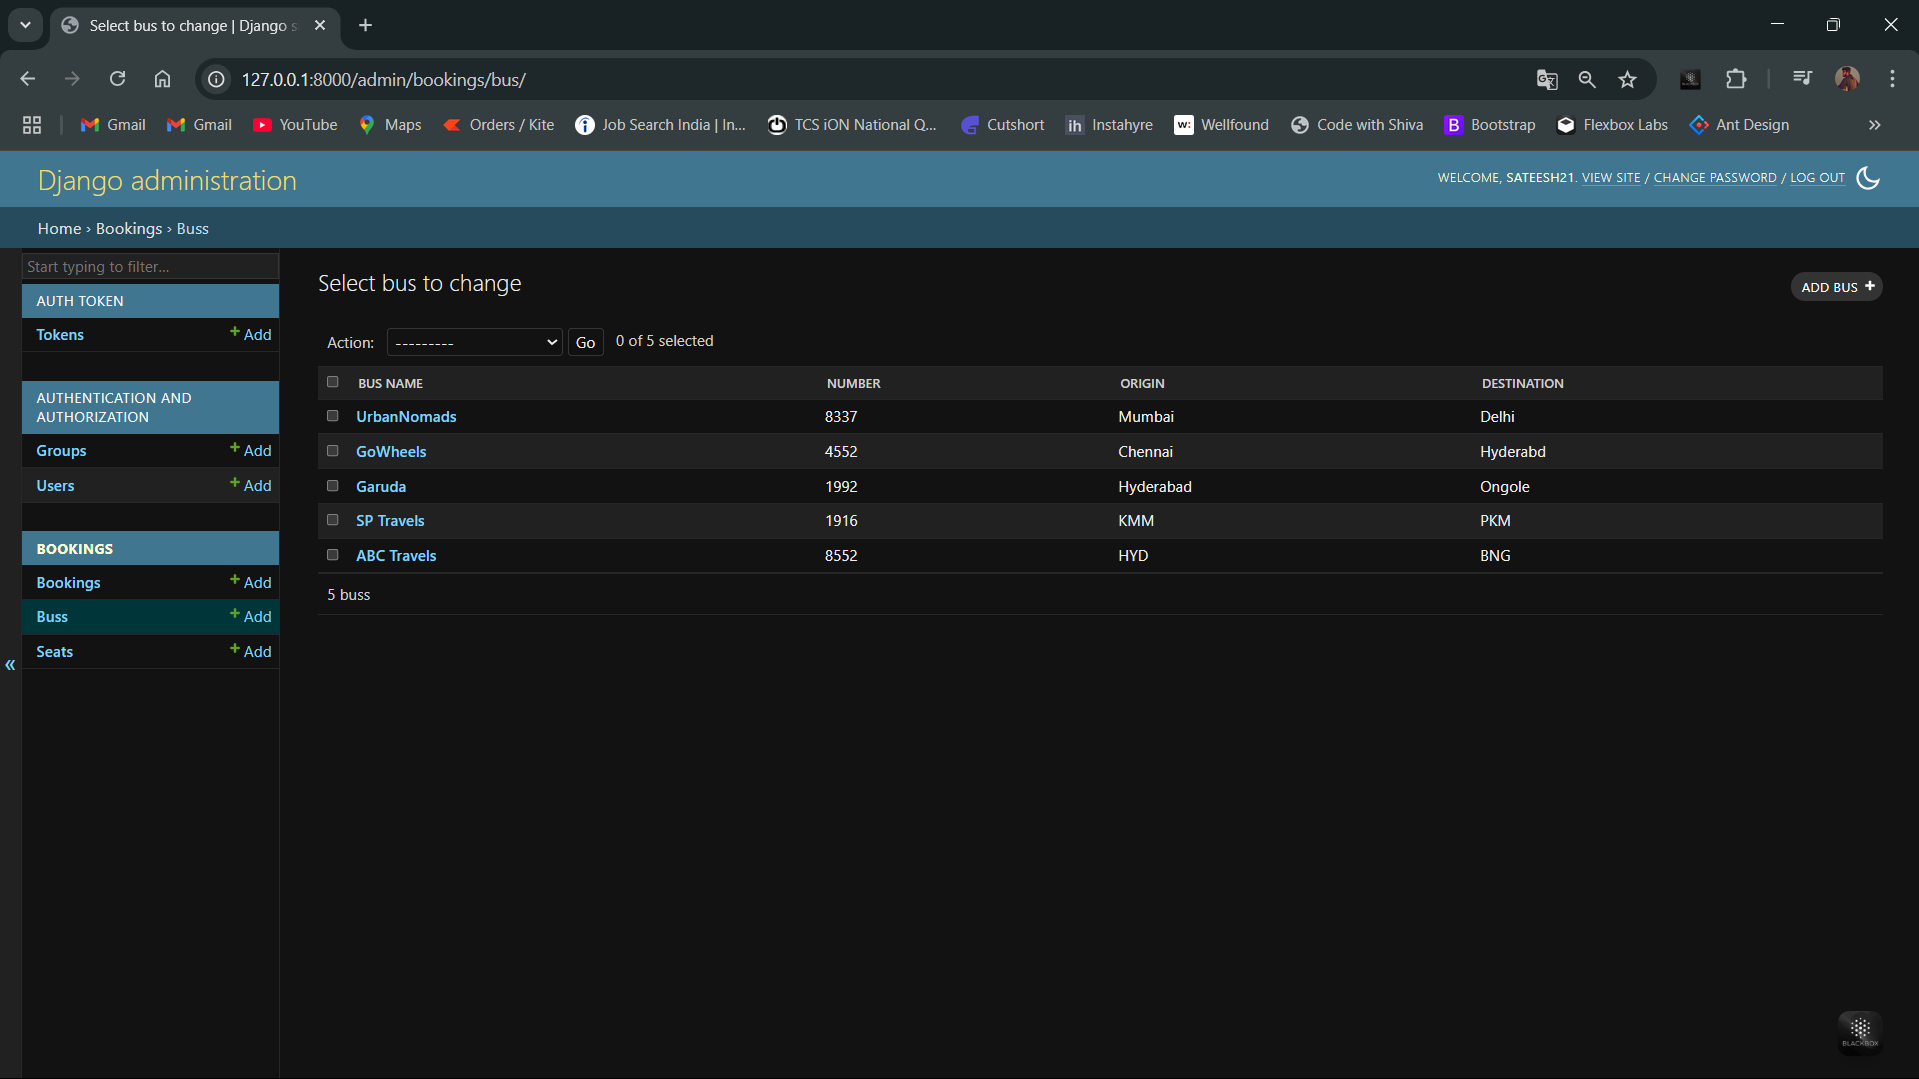 Select bus to change | Django s
127.0.0.1:8000/admin/bookings/bus/
Gmail
Gmail
YouTube
Maps
Orders / Kite
Job Search India | In...
TCS iON National Q...
Cutshort
ih Instahyre
w: Wellfound
Code with Shiva
B Bootstrap
Flexbox Labs
Ant Design
»
Django administration
WELCOME, SATEESH21. VIEW SITE / CHANGE PASSWORD / LOG OUT
Home › Bookings › Buss
Start typing to filter...
AUTH TOKEN
Tokens + Add
AUTHENTICATION AND
AUTHORIZATION
Groups + Add
Users + Add
BOOKINGS
Bookings + Add
Buss + Add
Seats + Add
«
Select bus to change
ADD BUS +
Action: --------- Go 0 of 5 selected
BUS NAME NUMBER ORIGIN DESTINATION
UrbanNomads 8337 Mumbai Delhi
GoWheels 4552 Chennai Hyderabd
Garuda 1992 Hyderabad Ongole
SP Travels 1916 KMM PKM
ABC Travels 8552 HYD BNG
5 buss
BLACKBOX